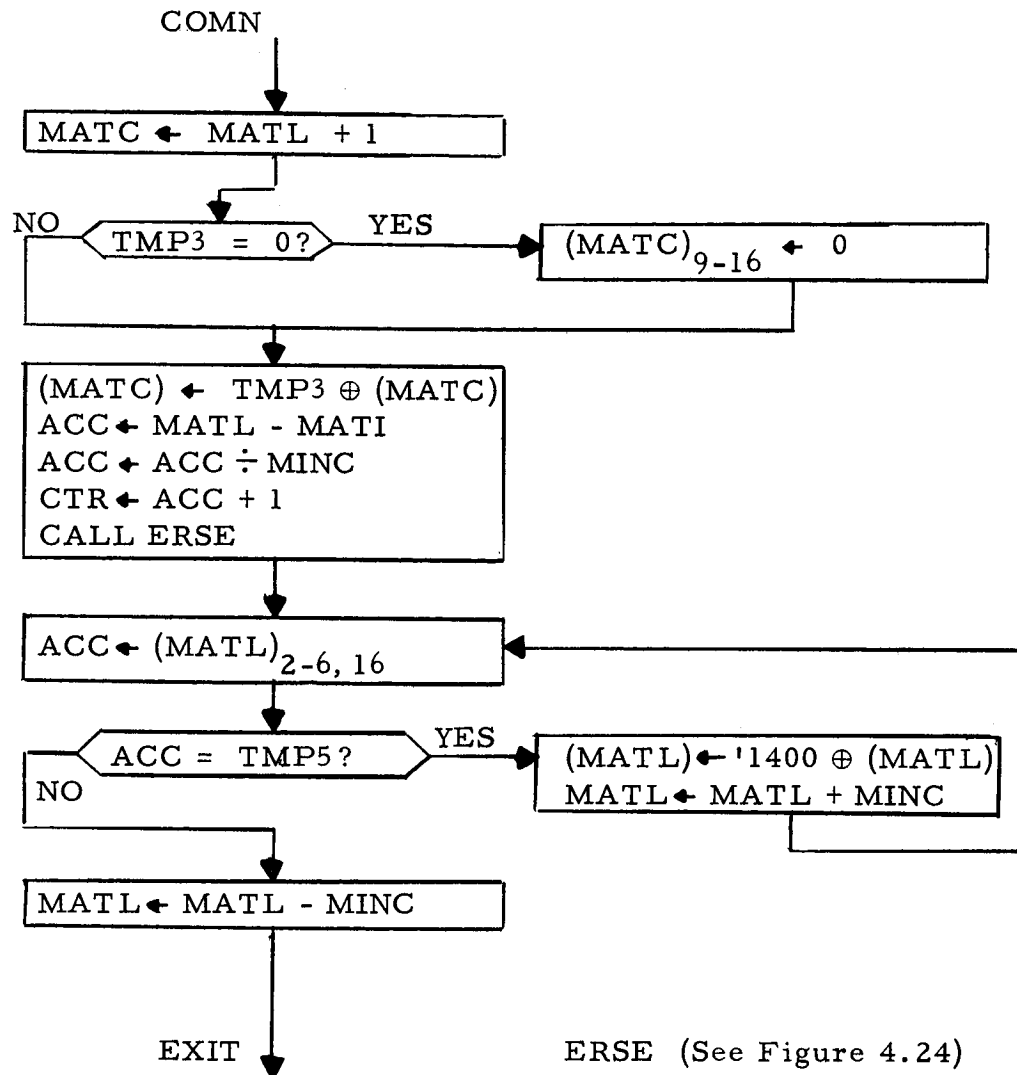 COMN
MATC ← MATL + 1
NO
TMP3 = 0?
YES
(MATC)9-16 ← 0
(MATC) ← TMP3 ⊕ (MATC)
ACC ← MATL - MATI
ACC ← ACC ÷ MINC
CTR ← ACC + 1
CALL ERSE
ACC ← (MATL)2-6, 16
ACC = TMP5?
YES
NO
(MATL) ← '1400 ⊕ (MATL)
MATL ← MATL + MINC
MATL ← MATL - MINC
EXIT
ERSE (See Figure 4.24)